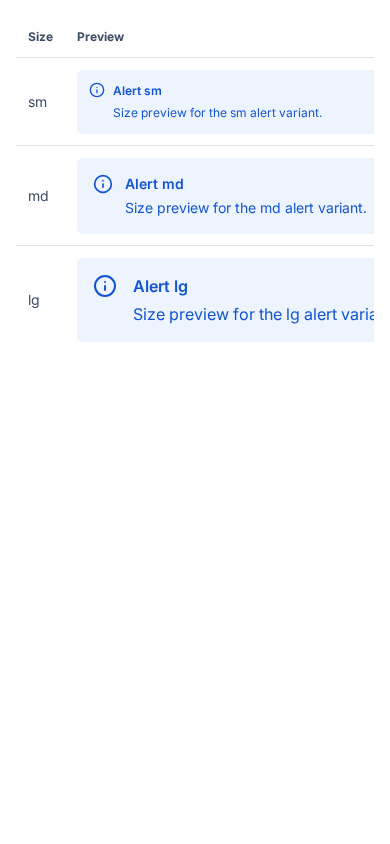 Size Preview
sm
Alert sm
Size preview for the sm alert variant.
md
Alert md
Size preview for the md alert variant.
lg
Alert lg
Size preview for the lg alert